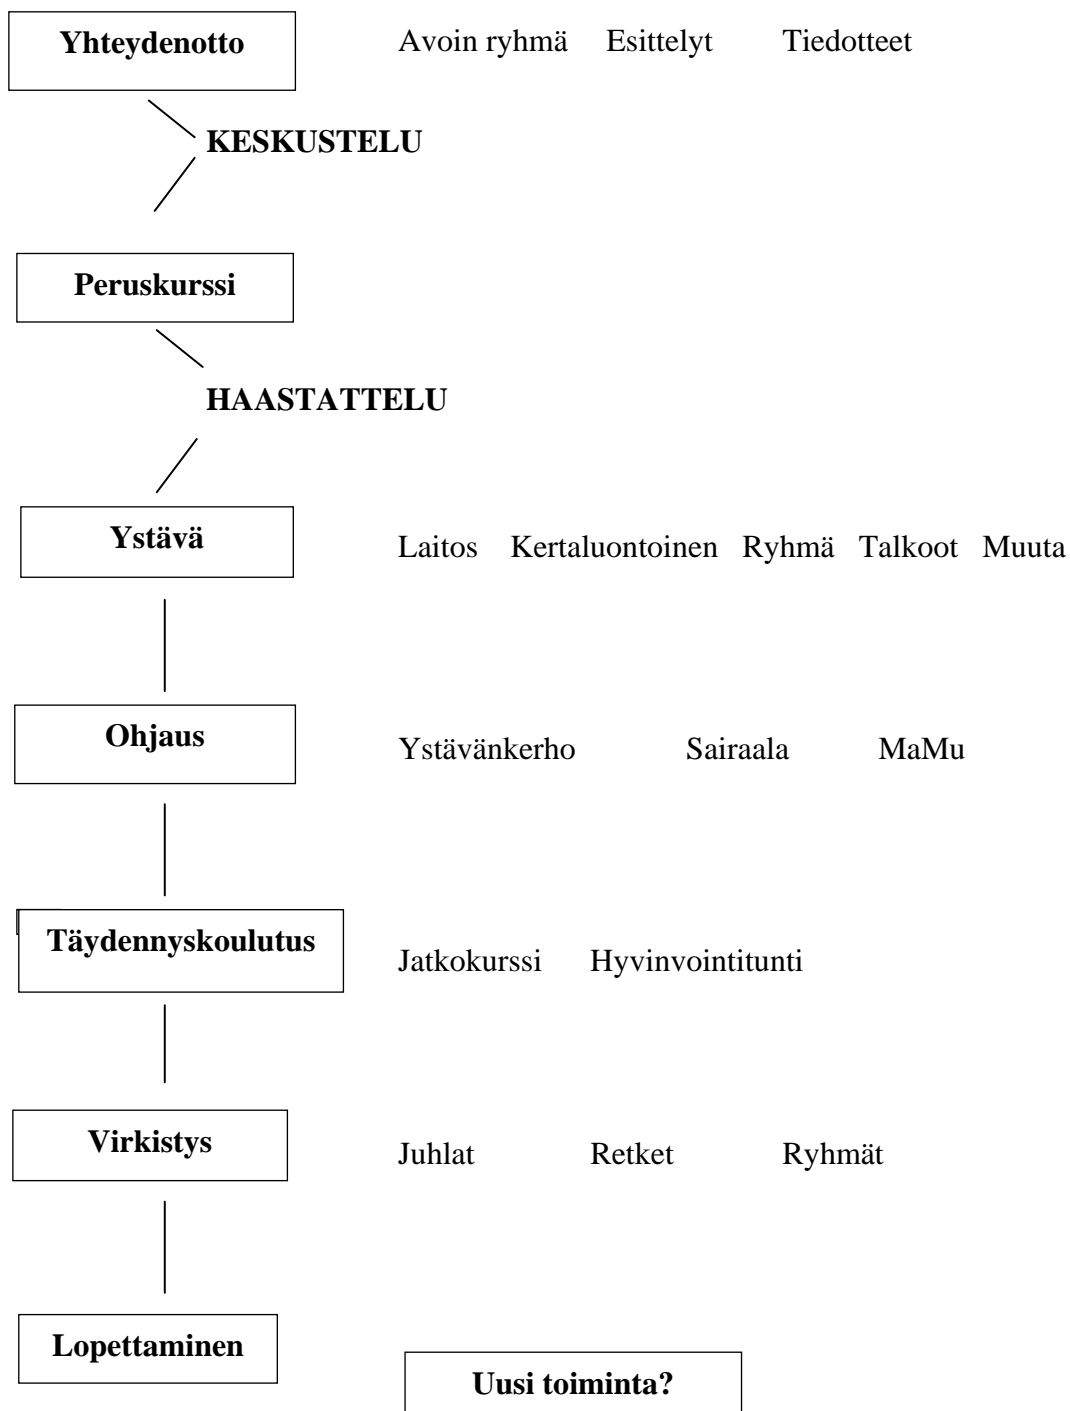 Yhteydenotto Avoin ryhmä Esittelyt Tiedotteet
KESKUSTELU
Peruskurssi
HAASTATTELU
Ystävä Laitos Kertaluontoinen Ryhmä Talkoot Muuta
Ohjaus Ystävänkerho Sairaala MaMu
Täydennyskoulutus Jatkokurssi Hyvinvointitunti
Virkistys Juhlat Retket Ryhmät
Lopettaminen
Uusi toiminta?